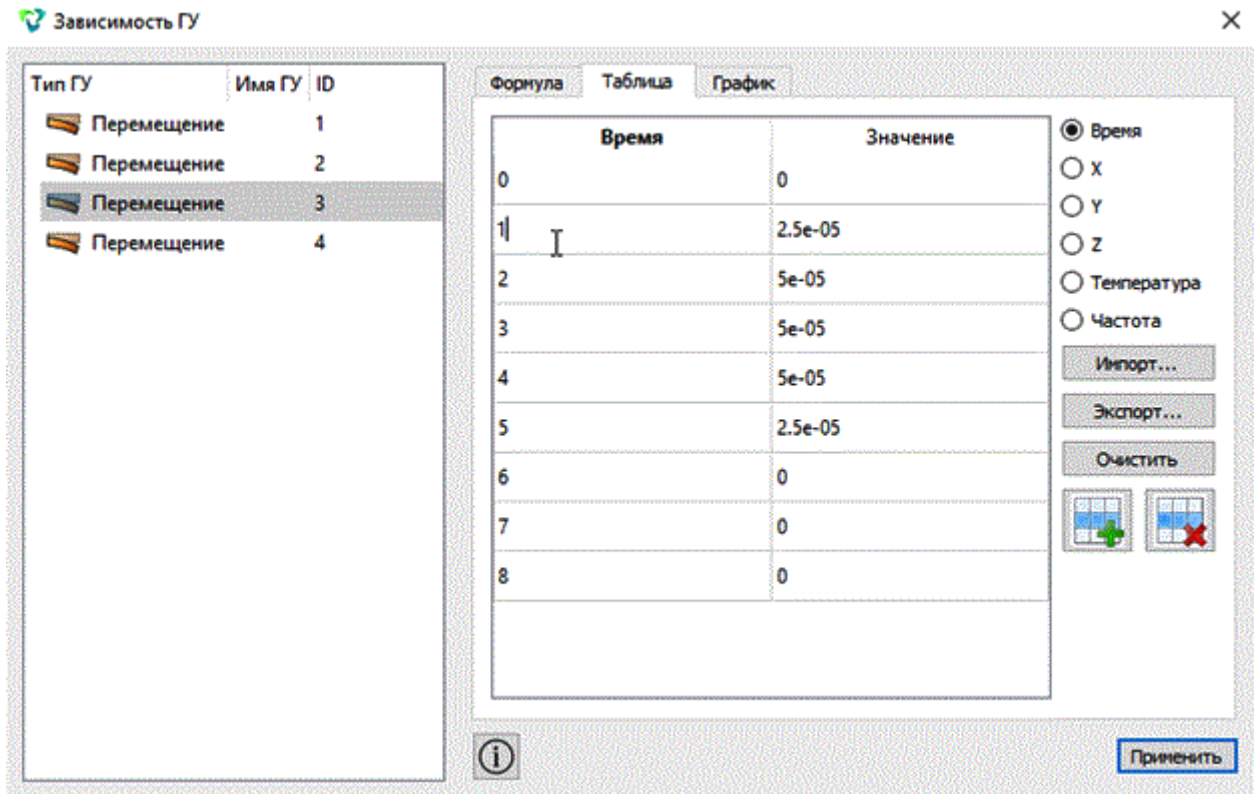 Зависимость ГУ
Тип ГУ Имя ГУ ID
Перемещение 1
Перемещение 2
Перемещение 3
Перемещение 4
Формула Таблица График
Время Значение
0 0
1 2.5e-05
2 5e-05
3 5e-05
4 5e-05
5 2.5e-05
6 0
7 0
8 0
Время
X
Y
Z
Температура
Частота
Импорт...
Экспорт...
Очистить
Применить